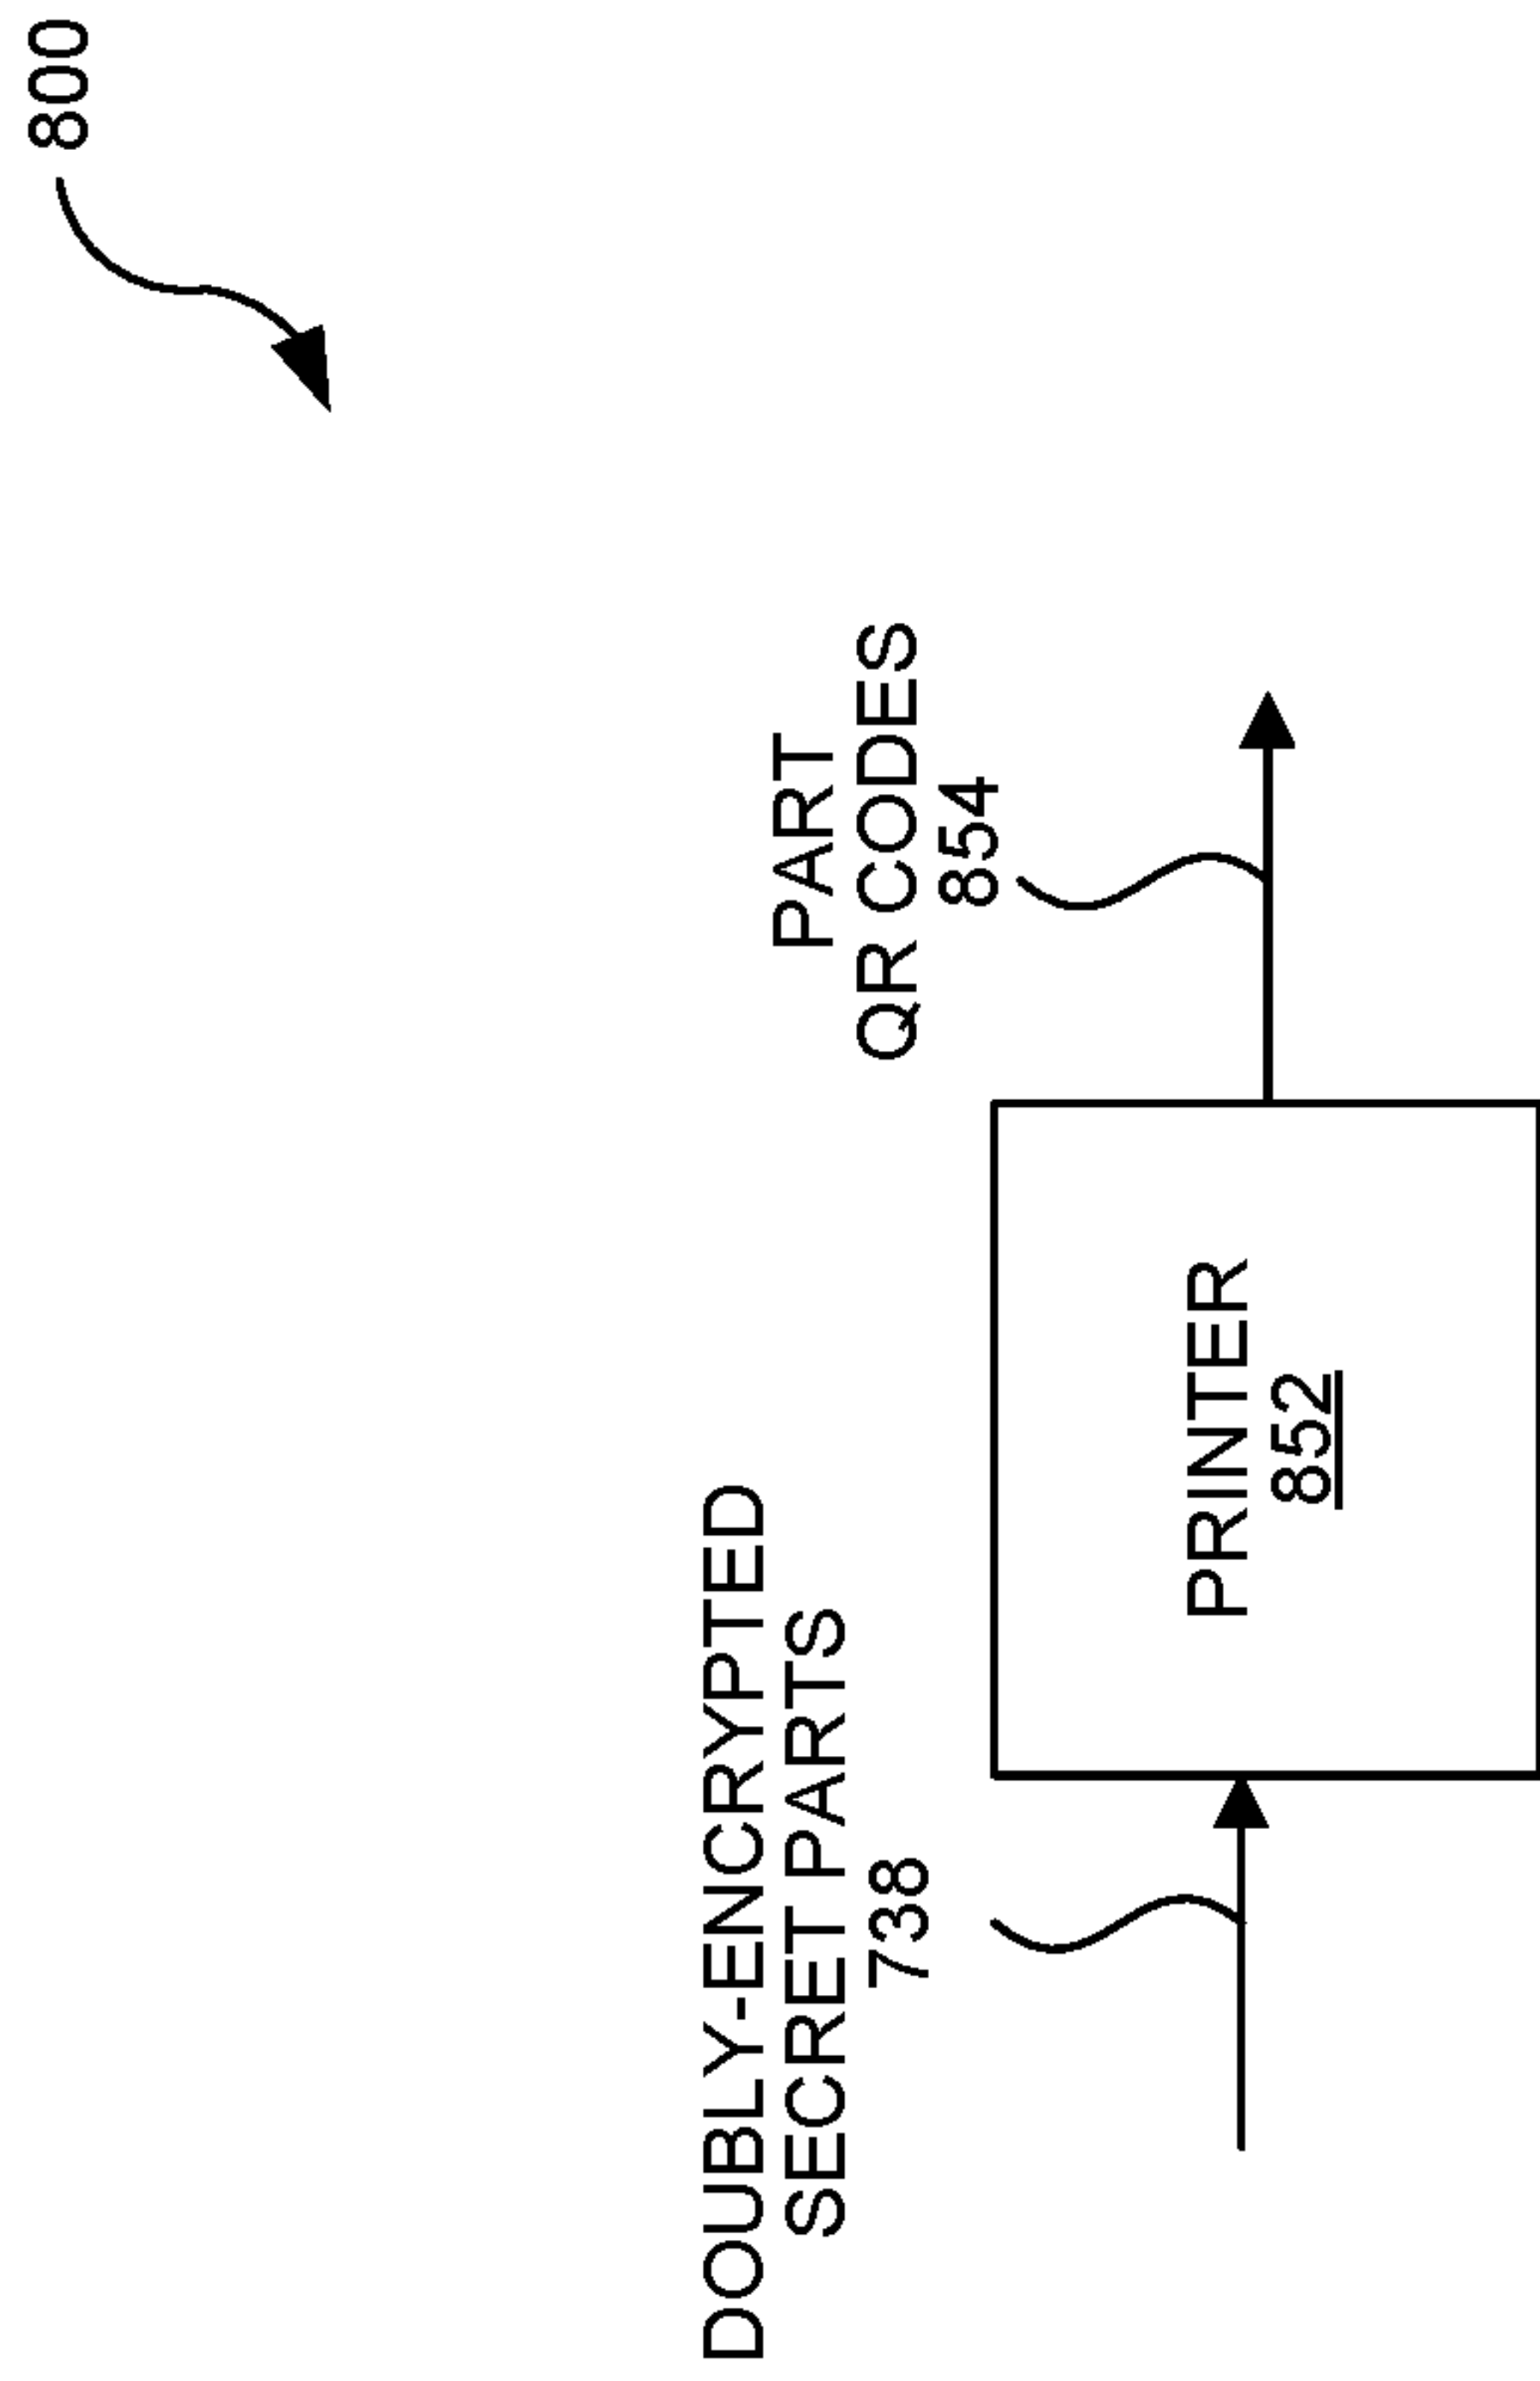 800
DOUBLY-ENCRYPTED
SECRET PARTS
738
PRINTER
852
PART
QR CODES
854